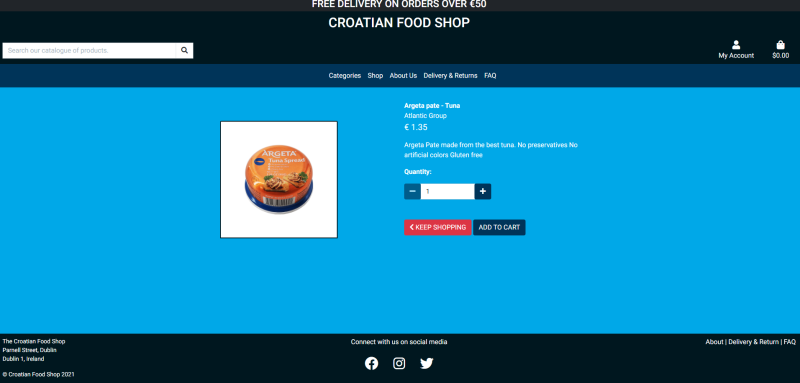 FREE DELIVERY ON ORDERS OVER €50
CROATIAN FOOD SHOP
Search our catalogue of products.
My Account
$0.00
Categories
Shop
About Us
Delivery & Returns
FAQ
ARGETA
Tuna Spread
Argeta pate - Tuna
Atlantic Group
€ 1.35
Argeta Pate made from the best tuna. No preservatives No
artificial colors Gluten free
Quantity:
1
KEEP SHOPPING
ADD TO CART
The Croatian Food Shop
Parnell Street, Dublin
Dublin 1, Ireland
© Croatian Food Shop 2021
Connect with us on social media
About | Delivery & Return | FAQ